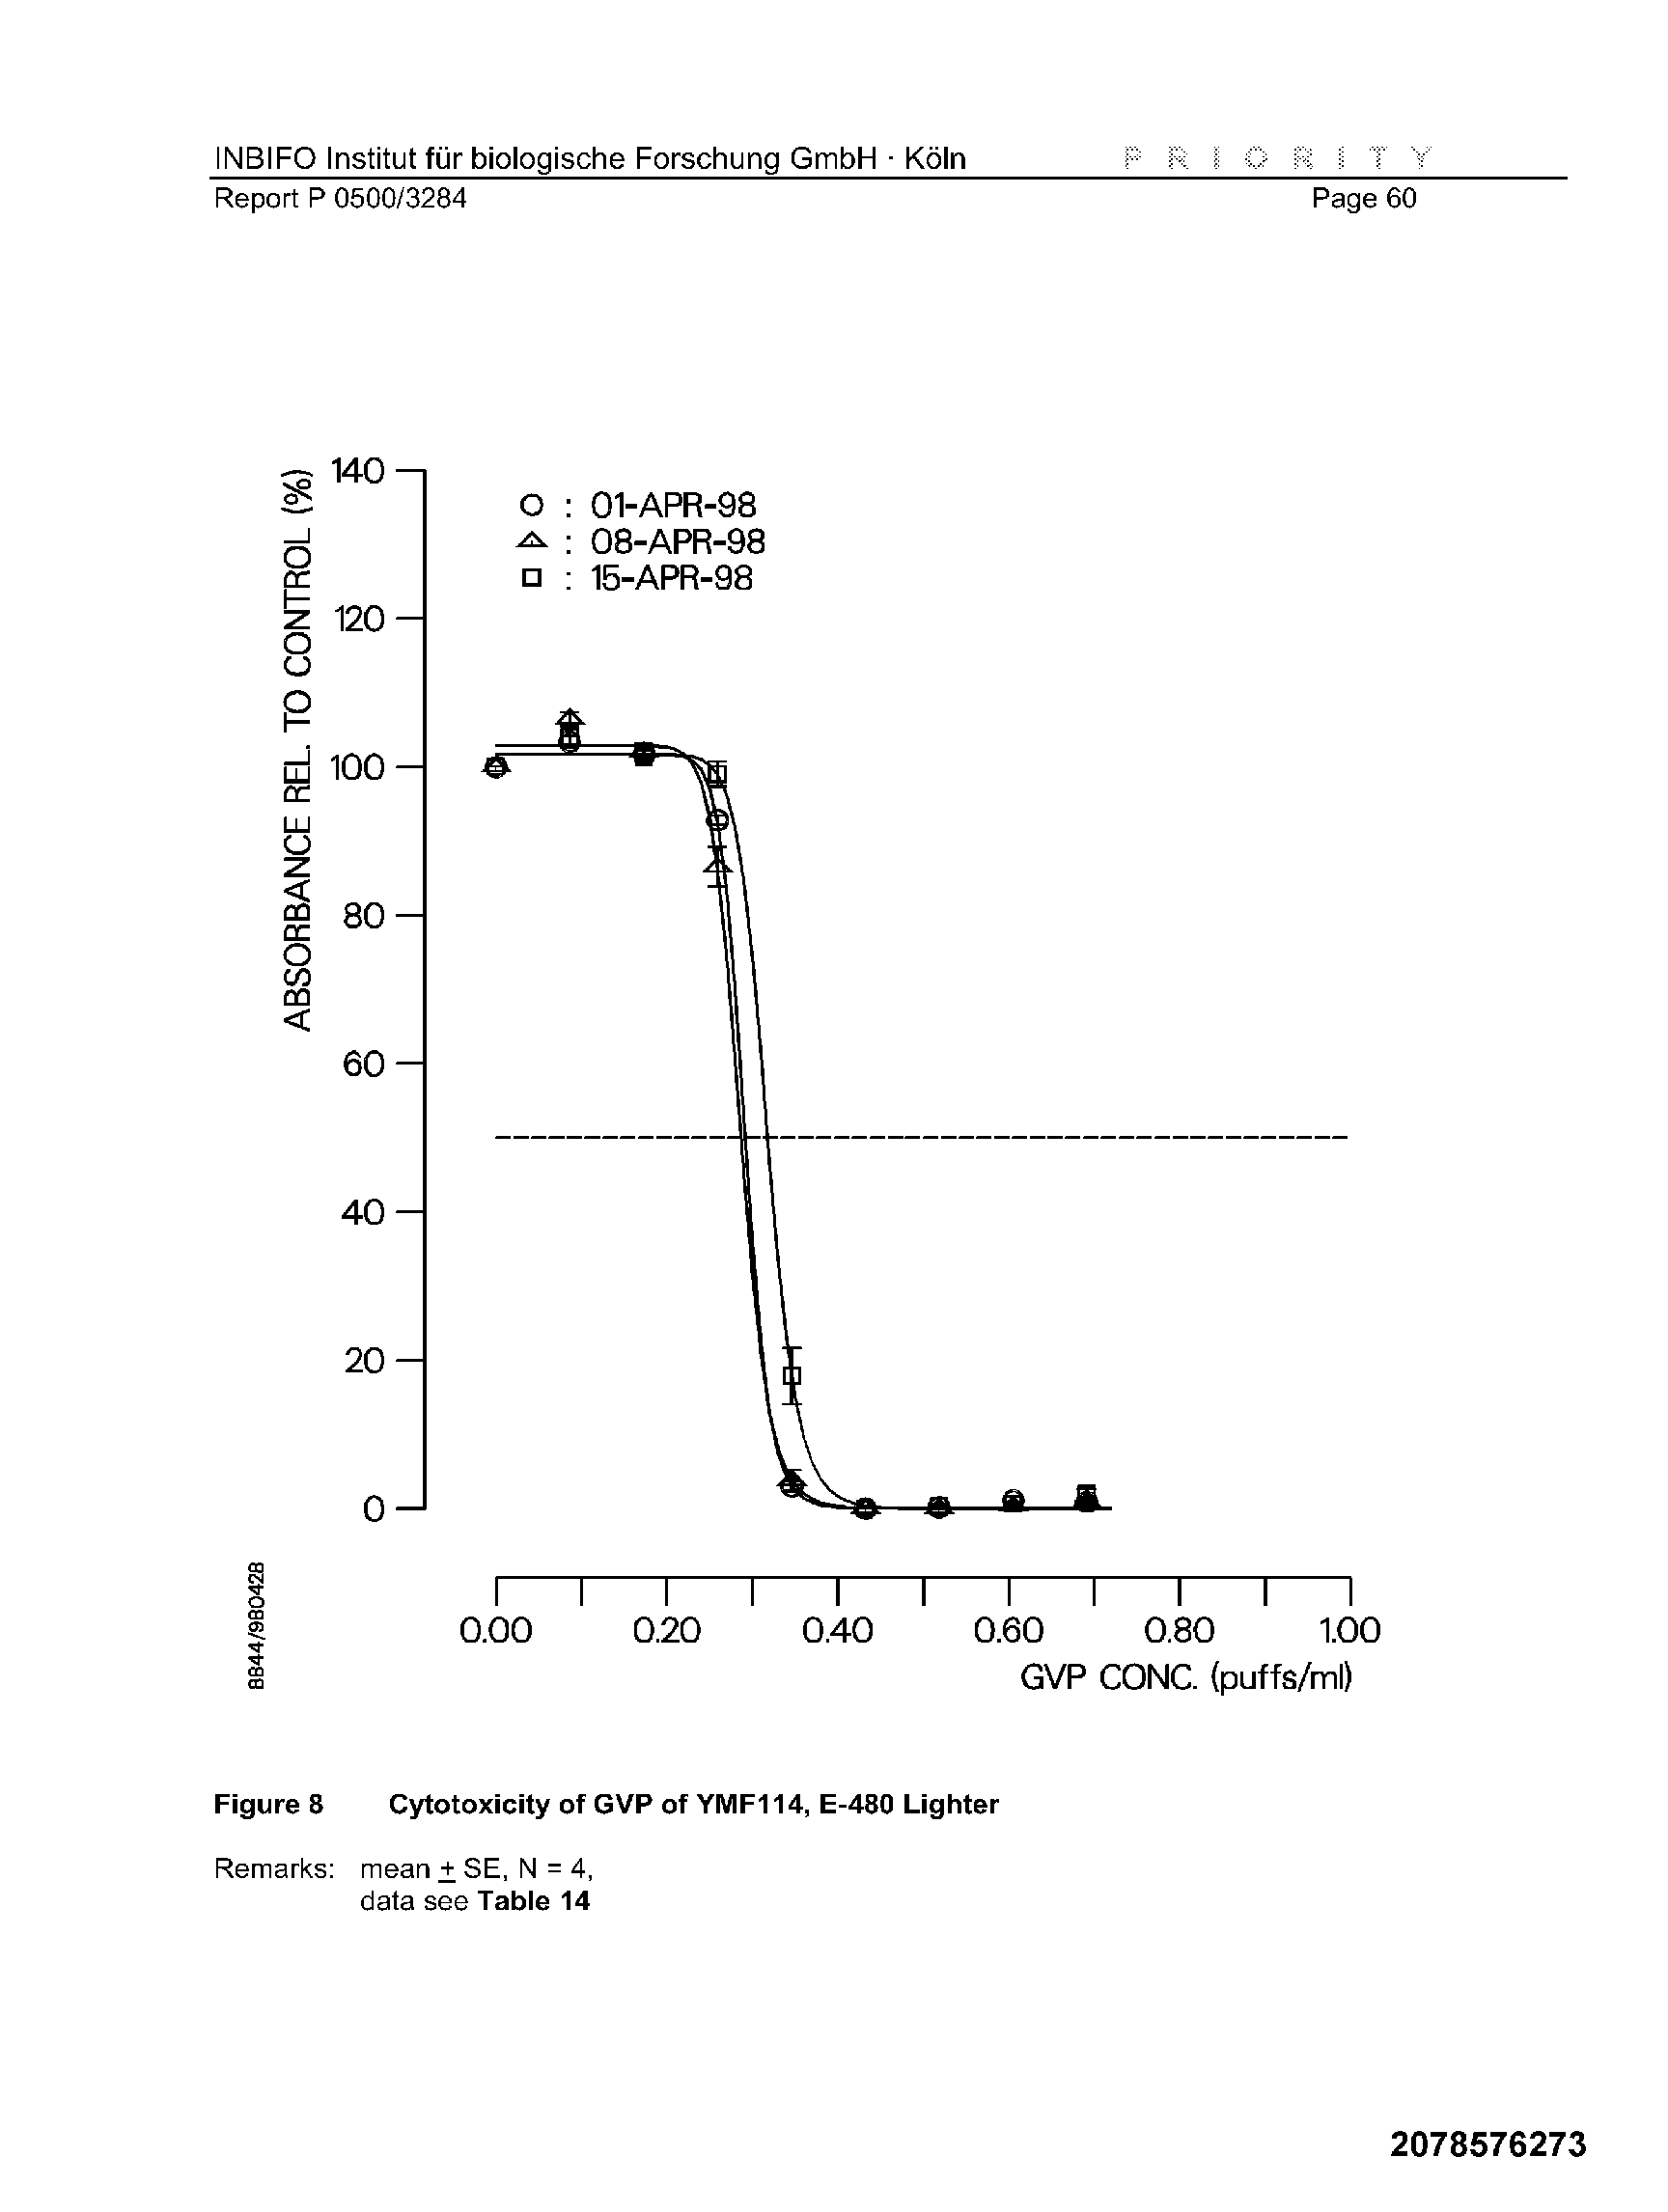 INBIFO Institut für biologische Forschung GmbH · Köln PRIORITY
Report P 0500/3284 Page 60
ABSORBANCE REL. TO CONTROL (%)
140
120
100
80
60
40
20
0
○ : 01-APR-98
△ : 08-APR-98
□ : 15-APR-98
0.00 0.20 0.40 0.60 0.80 1.00
GVP CONC. (puffs/ml)
8844/980428
Figure 8 Cytotoxicity of GVP of YMF114, E-480 Lighter
Remarks: mean ± SE, N = 4,
data see Table 14
2078576273